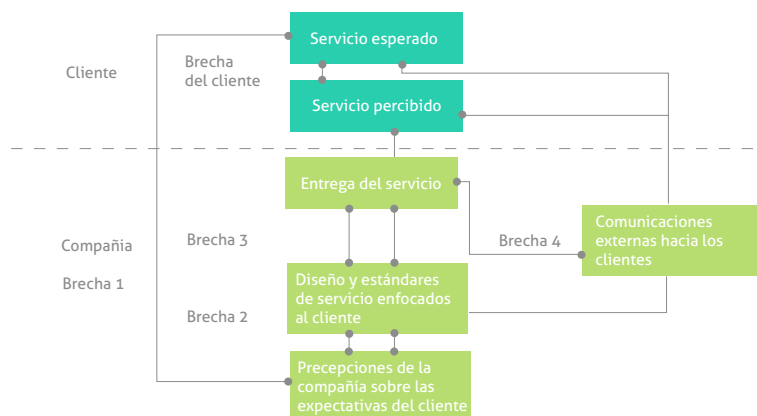 Servicio esperado
Cliente
Brecha
del cliente
Servicio percibido
Entrega del servicio
Compañia
Brecha 3
Brecha 4
Comunicaciones
externas hacia los
clientes
Brecha 1
Diseño y estándares
de servicio enfocados
al cliente
Brecha 2
Precepciones de la
compañía sobre las
expectativas del cliente